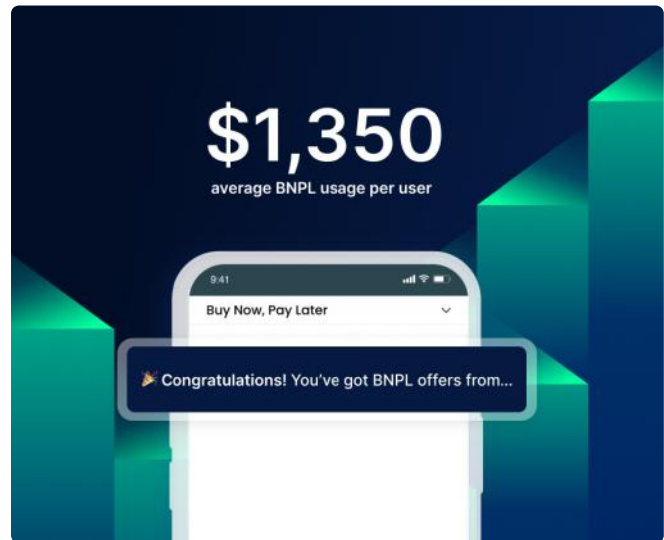 $1,350
average BNPL usage per user
9:41
Buy Now, Pay Later
🎉 Congratulations! You've got BNPL offers from...